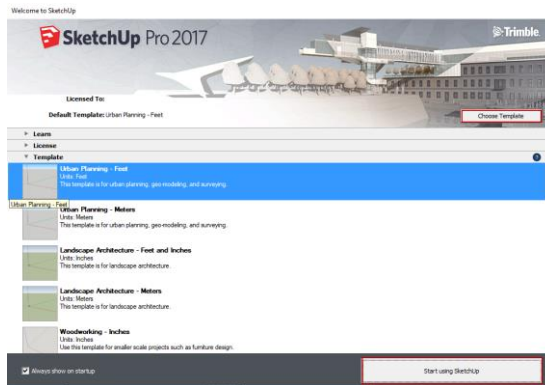 Welcome to SketchUp
SketchUp Pro 2017
Trimble
Licensed To:
Default Template: Urban Planning - Feet
Choose Template
Learn
License
Template
Urban Planning - Feet
Units: Feet
This template is for urban planning, geo-modeling, and surveying.
Urban Planning - Feet
Urban Planning - Meters
Units: Meters
This template is for urban planning, geo-modeling, and surveying.
Landscape Architecture - Feet and Inches
Units: Inches
This template is for landscape architecture.
Landscape Architecture - Meters
Units: Meters
This template is for landscape architecture.
Woodworking - Inches
Units: Inches
Use this template for smaller scale projects such as furniture design.
Always show on startup
Start using SketchUp